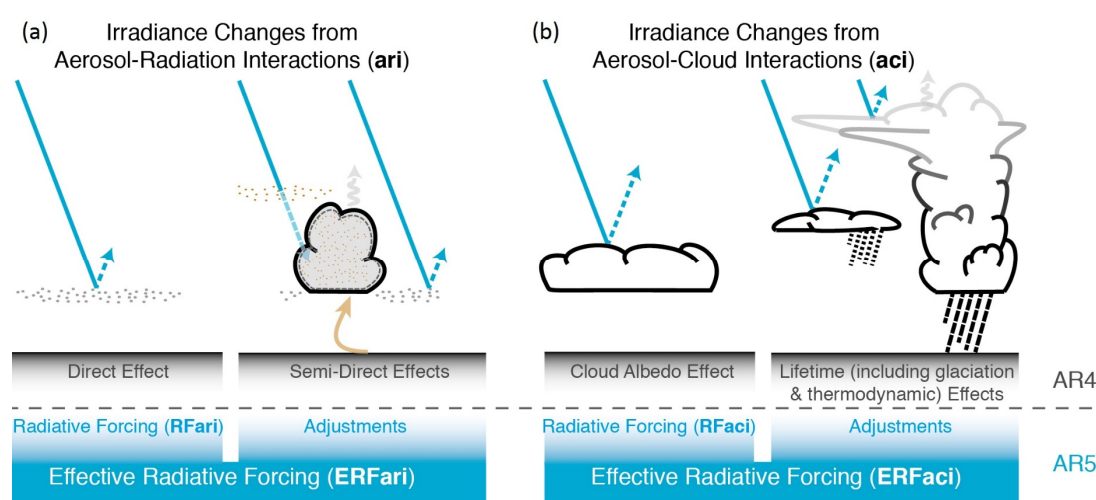 (a)
Irradiance Changes from
Aerosol-Radiation Interactions (ari)
(b)
Irradiance Changes from
Aerosol-Cloud Interactions (aci)
Direct Effect
Semi-Direct Effects
Cloud Albedo Effect
Lifetime (including glaciation
& thermodynamic) Effects
AR4
Radiative Forcing (RFari)
Adjustments
Radiative Forcing (RFaci)
Adjustments
Effective Radiative Forcing (ERFari)
Effective Radiative Forcing (ERFaci)
AR5